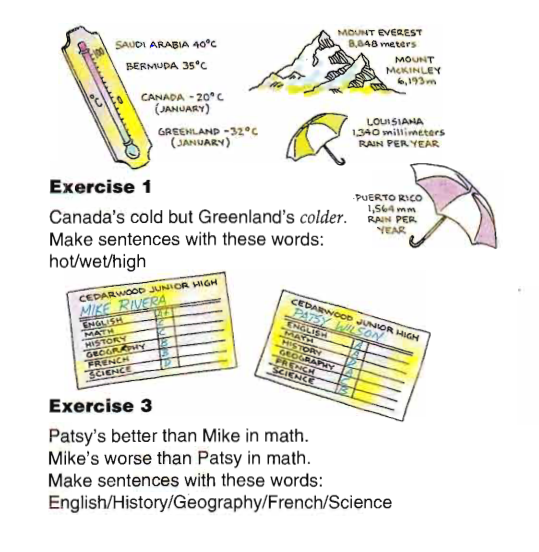 SAUDI ARABIA 40°C
BERMUDA 35°C
CANADA -20°C
(JANUARY)
GREENLAND -32°C
(JANUARY)
100
°C
MOUNT EVEREST
8,848 meters
MOUNT
McKINLEY
6,193m
LOUISIANA
1,340 millimeters
RAIN PER YEAR
PUERTO RICO
1,564 mm
RAIN PER
YEAR
Exercise 1
Canada's cold but Greenland's colder.
Make sentences with these words:
hot/wet/high
CEDARWOOD JUNIOR HIGH
MIKE RIVERA
ENGLISH A+
MATH
HISTORY C
GEOGRAPHY B
FRENCH B
SCIENCE D
CEDARWOOD JUNIOR HIGH
PATSY WILSON
ENGLISH
MATH
HISTORY
GEOGRAPHY
FRENCH
SCIENCE
Exercise 3
Patsy's better than Mike in math.
Mike's worse than Patsy in math.
Make sentences with these words:
English/History/Geography/French/Science